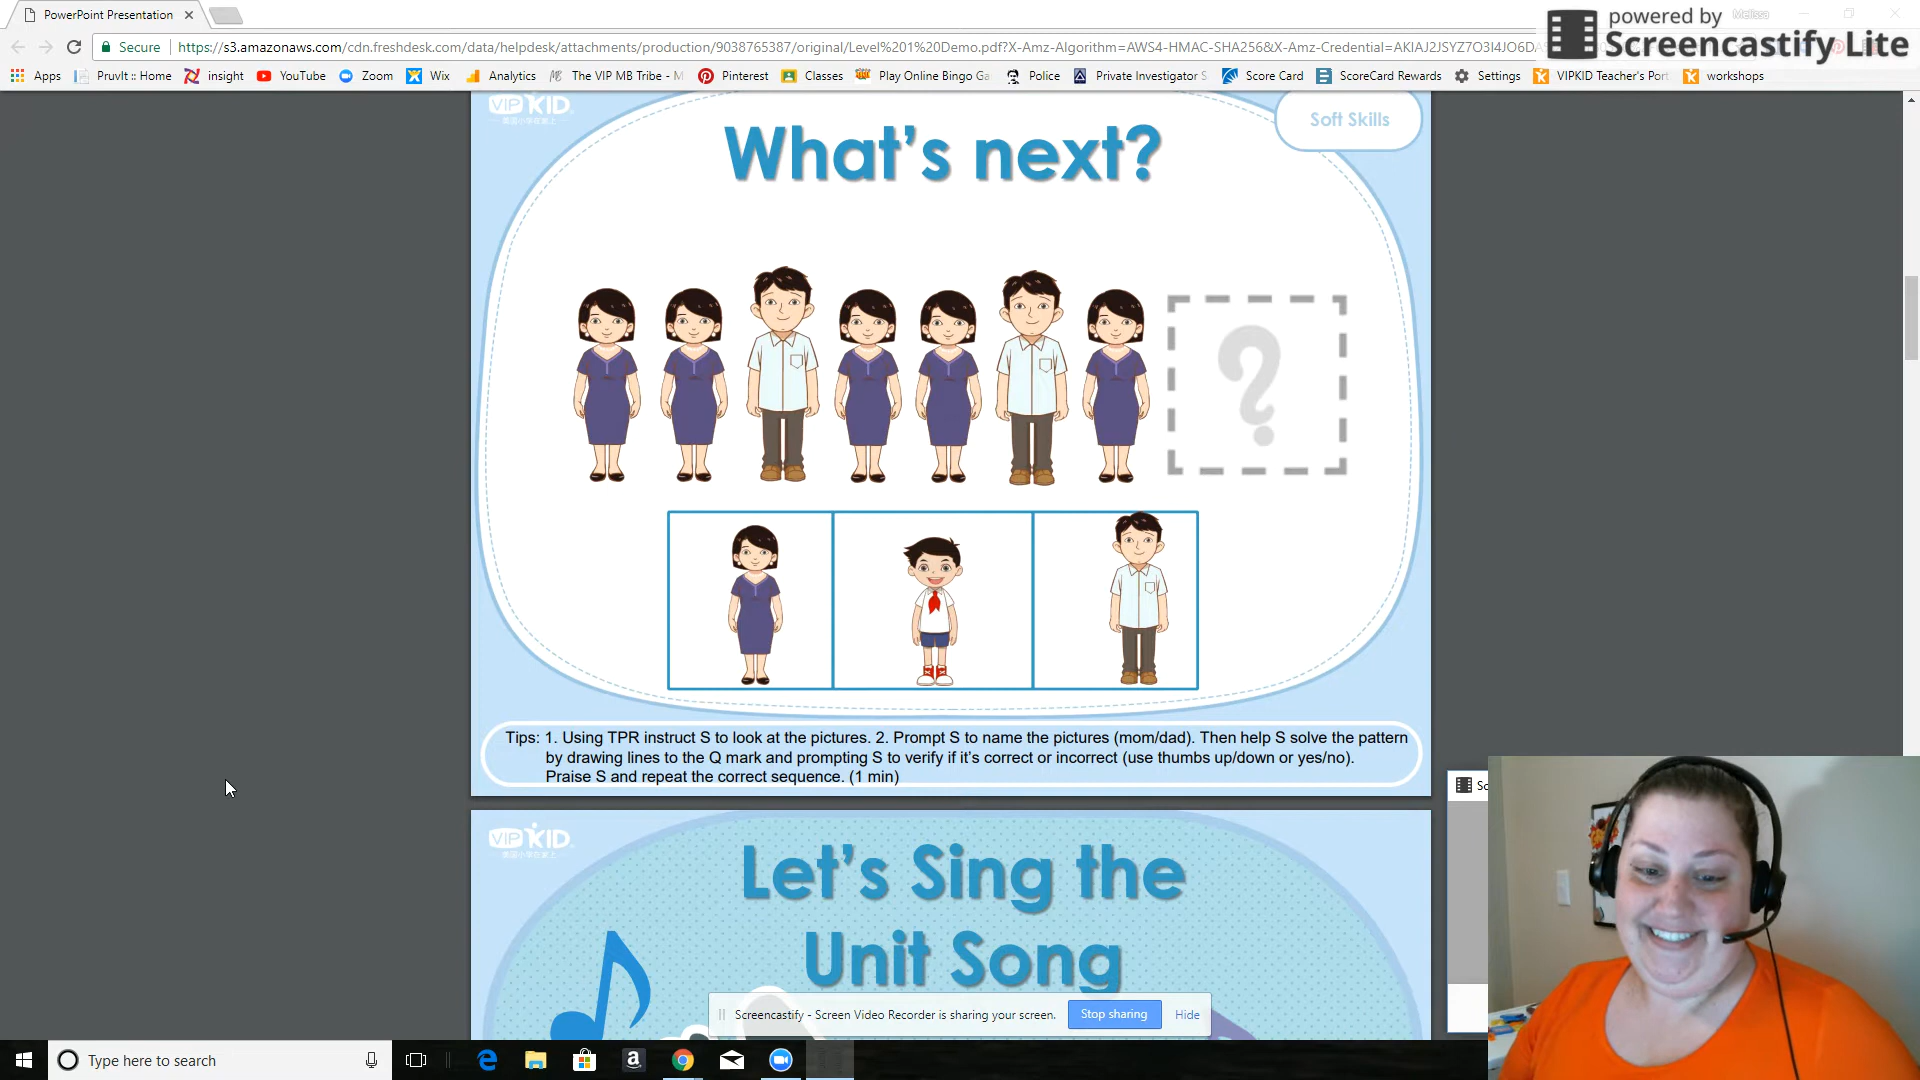 PowerPoint Presentation
Melissa
powered by
Screencastify Lite
Secure
https://s3.amazonaws.com/cdn.freshdesk.com/data/helpdesk/attachments/production/9038765387/original/Level%201%20Demo.pdf?X-Amz-Algorithm=AWS4-HMAC-SHA256&X-Amz-Credential=
Apps
PruvIt :: Home
insight
YouTube
Zoom
Wix
Analytics
The VIP MB Tribe - M
Pinterest
Classes
Play Online Bingo Ga
Police
Private Investigator S
Score Card
ScoreCard Rewards
Settings
VIPKID Teacher's Port
workshops
VIPKID
Soft Skills
What's next?
?
Tips: 1. Using TPR instruct S to look at the pictures. 2. Prompt S to name the pictures (mom/dad). Then help S solve the pattern
by drawing lines to the Q mark and prompting S to verify if it's correct or incorrect (use thumbs up/down or yes/no).
Praise S and repeat the correct sequence. (1 min)
Sc
VIPKID
Let's Sing the
Unit Song
Screencastify - Screen Video Recorder is sharing your screen.
Stop sharing
Hide
Type here to search